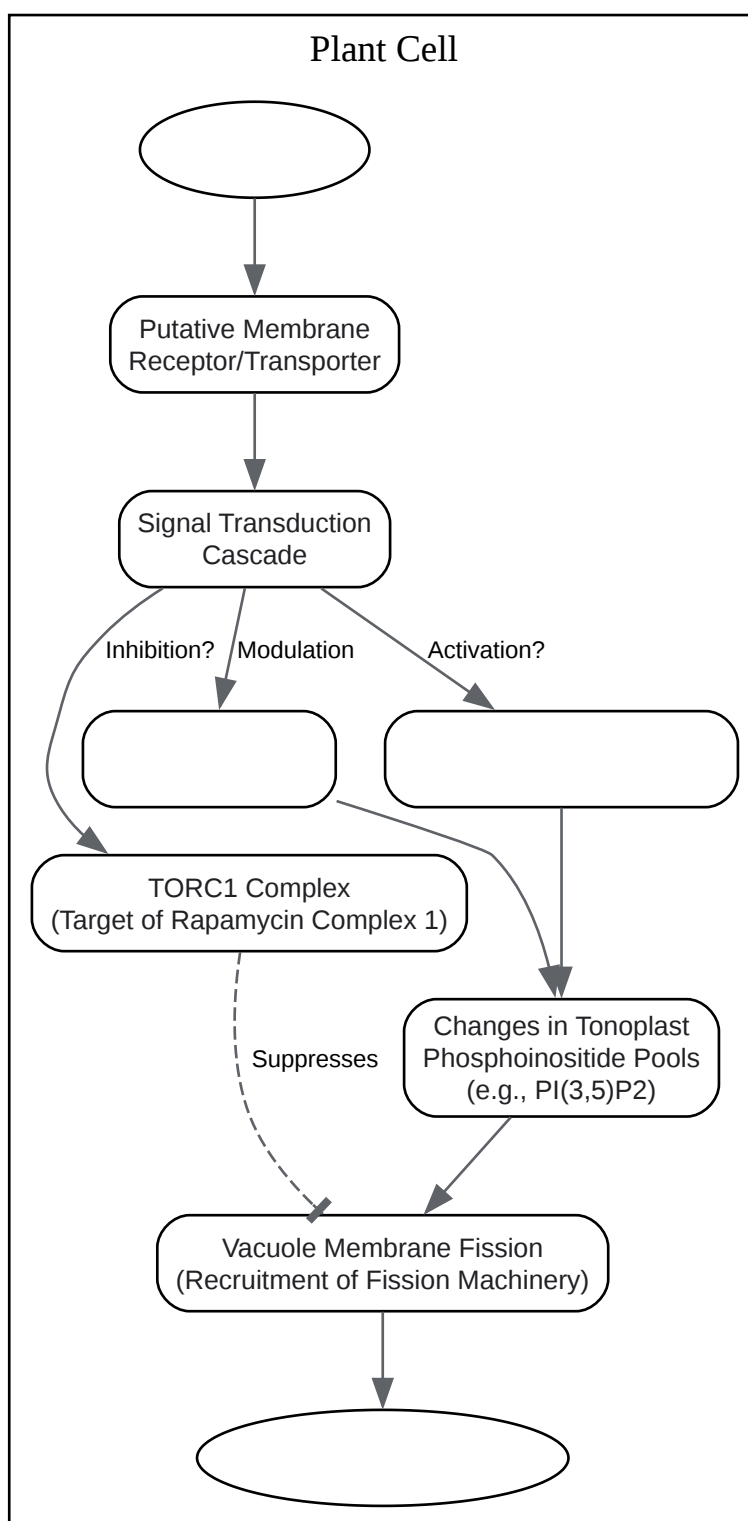 Plant Cell
Putative Membrane
Receptor/Transporter
Signal Transduction
Cascade
Inhibition?
Modulation
Activation?
TORC1 Complex
(Target of Rapamycin Complex 1)
Changes in Tonoplast
Phosphoinositide Pools
(e.g., PI(3,5)P2)
Suppresses
Vacuole Membrane Fission
(Recruitment of Fission Machinery)